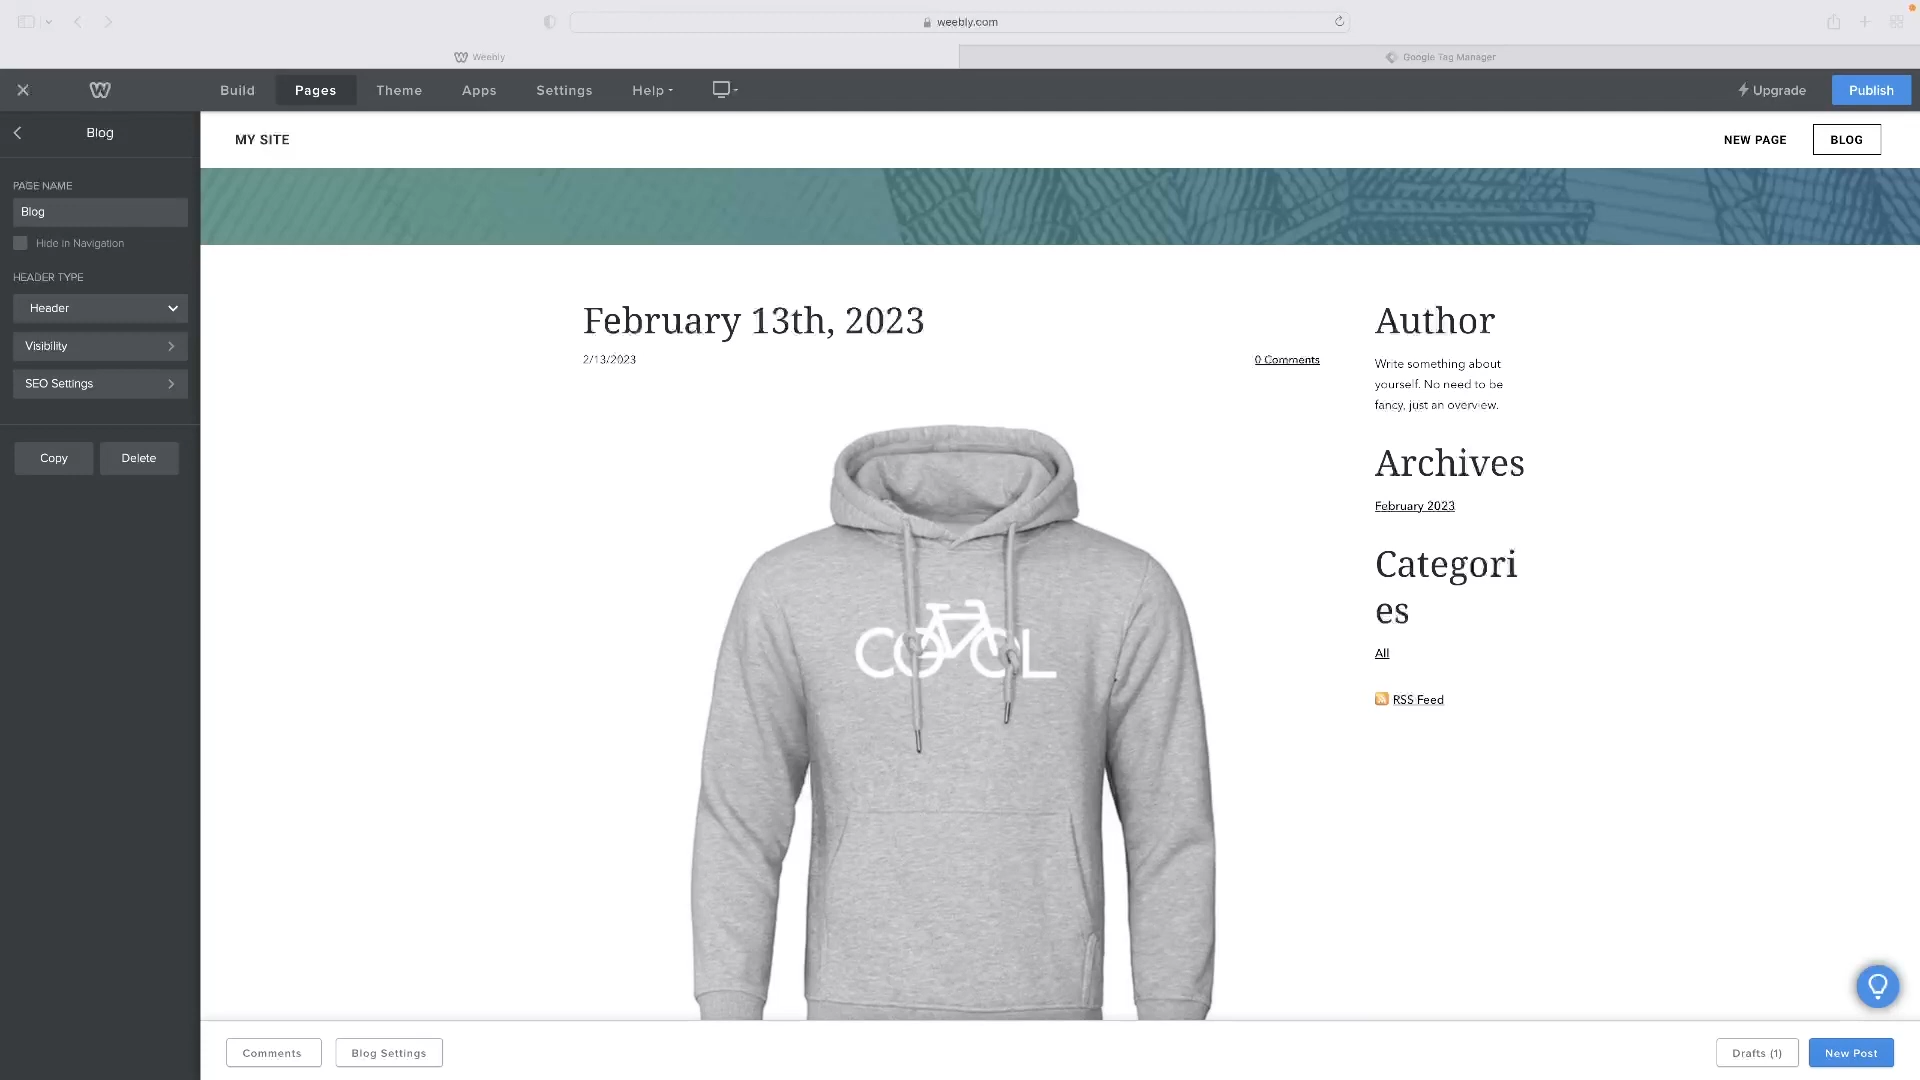 weebly.com
Weebly
Google Tag Manager
Build
Pages
Theme
Apps
Settings
Help
Upgrade
Publish
Blog
MY SITE
NEW PAGE
BLOG
PAGE NAME
Blog
Hide in Navigation
HEADER TYPE
Header
Visibility
SEO Settings
Copy
Delete
February 13th, 2023
2/13/2023
0 Comments
COOL
Author
Write something about
yourself. No need to be
fancy, just an overview.
Archives
February 2023
Categori
es
All
RSS Feed
Comments
Blog Settings
Drafts (1)
New Post